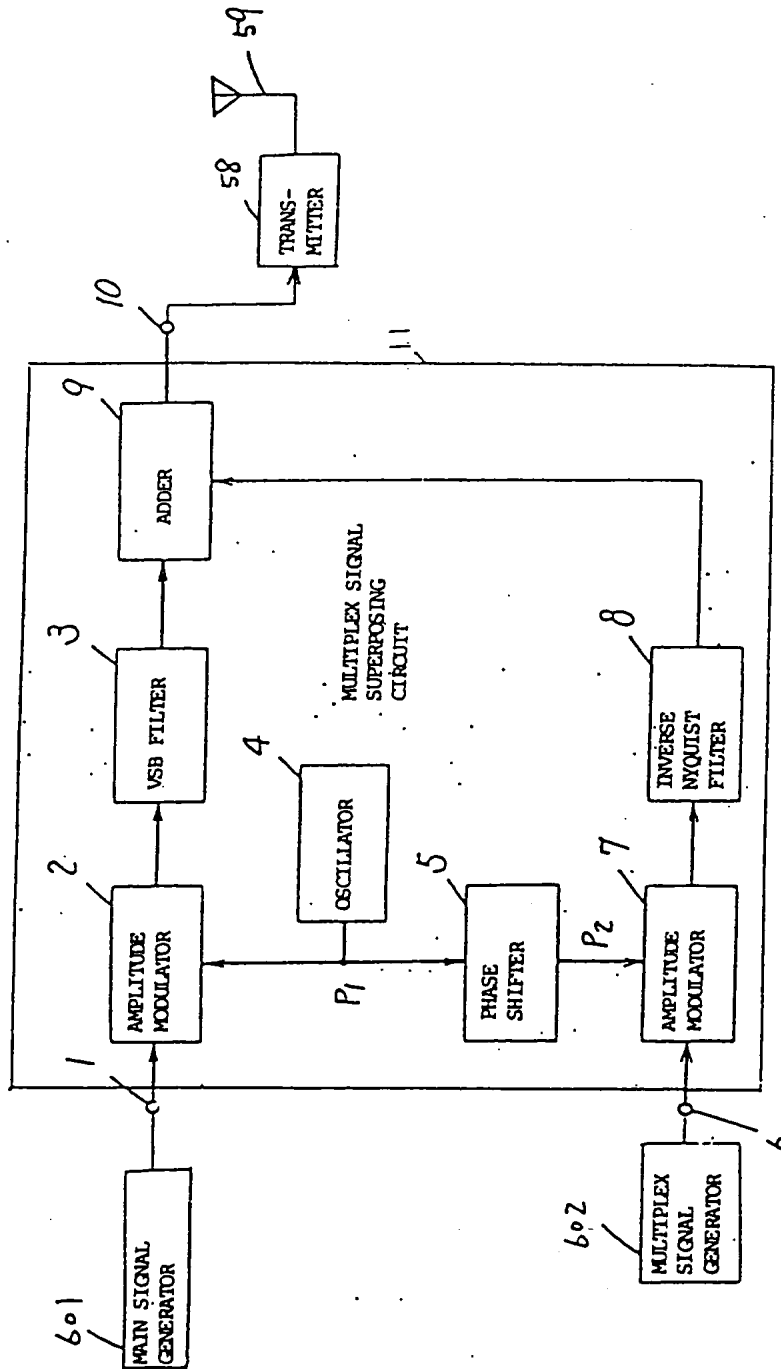 601
MAIN SIGNAL
GENERATOR
1
2
AMPLITUDE
MODULATOR
3
VSB FILTER
9
ADDER
10
58
TRANS-
MITTER
59
11
P1
4
OSCILLATOR
MULTIPLEX SIGNAL
SUPERPOSING
CIRCUIT
5
PHASE
SHIFTER
P2
602
MULTIPLEX
SIGNAL
GENERATOR
6
7
AMPLITUDE
MODULATOR
8
INVERSE
NYQUIST
FILTER